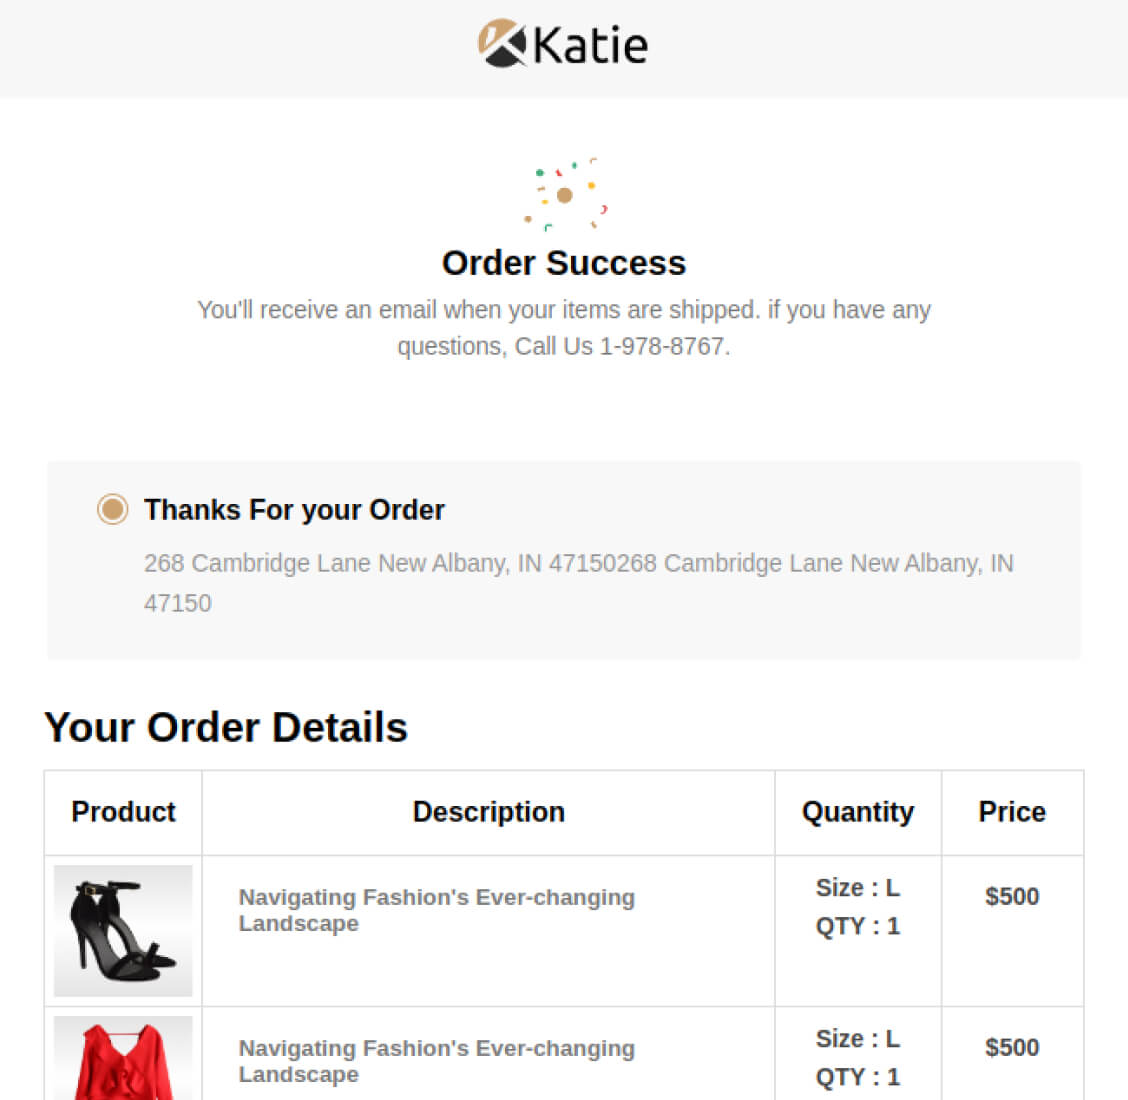 Katie
Order Success
You'll receive an email when your items are shipped. if you have any
questions, Call Us 1-978-8767.
Thanks For your Order
268 Cambridge Lane New Albany, IN 47150268 Cambridge Lane New Albany, IN
47150
Your Order Details
Product Description Quantity Price
Navigating Fashion's Ever-changing
Landscape
Size : L
QTY : 1
$500
Navigating Fashion's Ever-changing
Landscape
Size : L
QTY : 1
$500